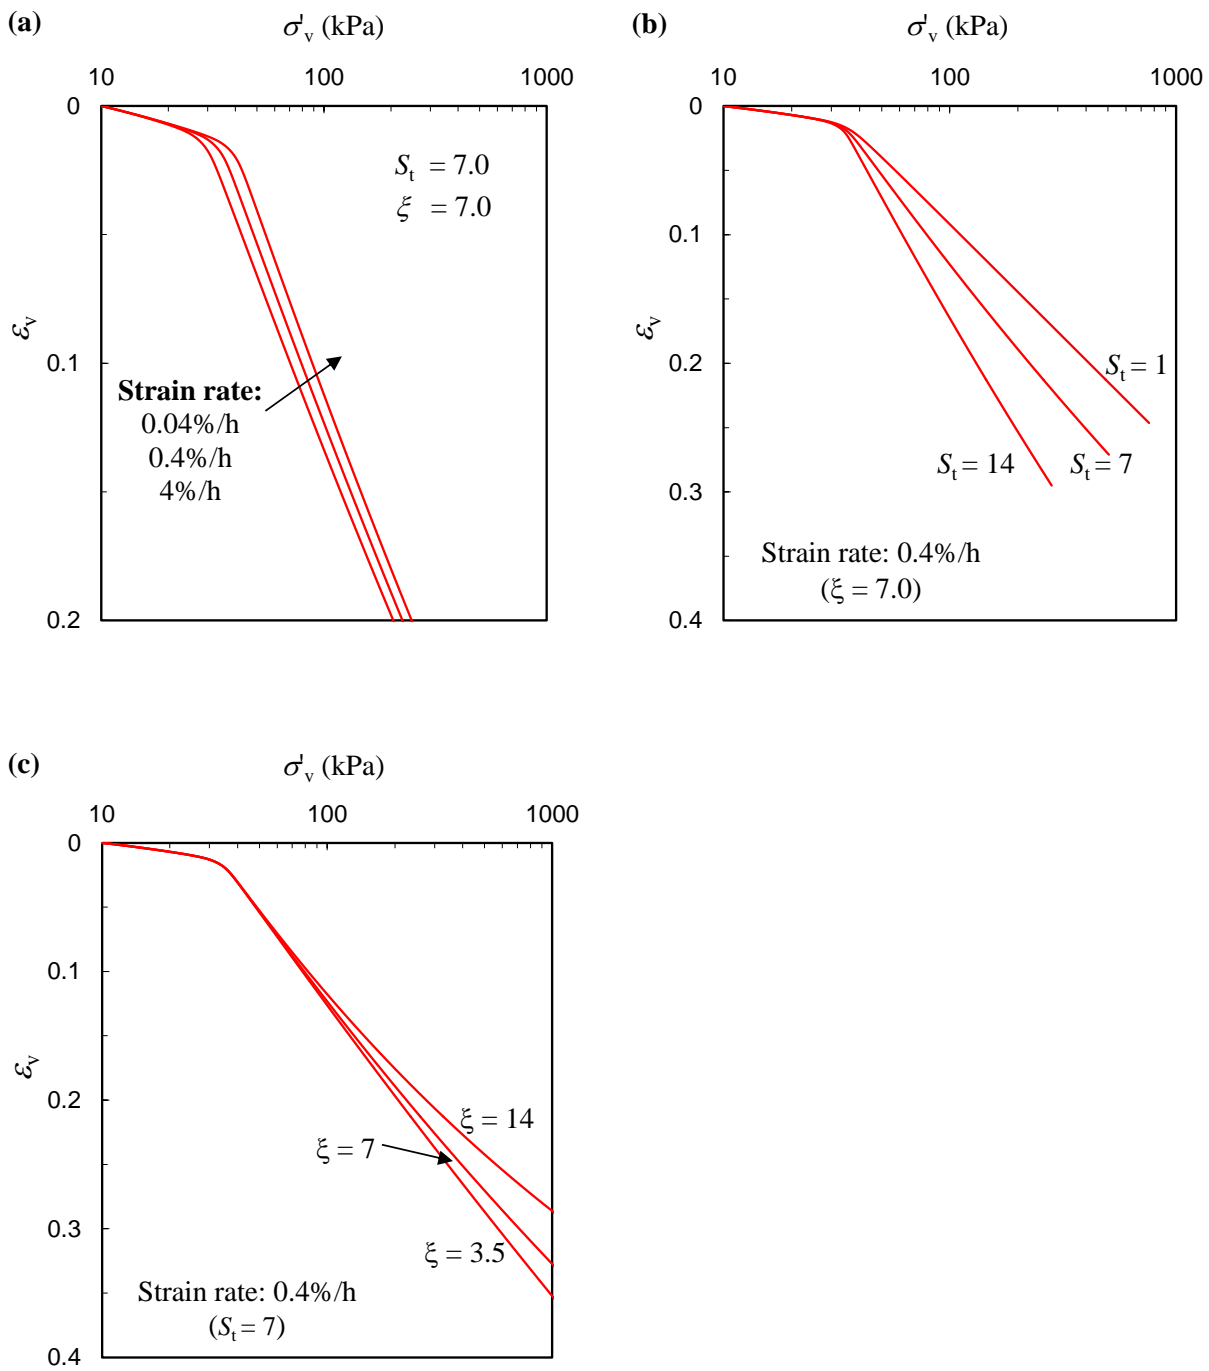 (a)
σ'v (kPa)
10 100 1000
0
0.1
0.2
εv
St = 7.0
ξ = 7.0
Strain rate:
0.04%/h
0.4%/h
4%/h
(b)
σ'v (kPa)
10 100 1000
0
0.1
0.2
0.3
0.4
εv
St = 1
St = 14
St = 7
Strain rate: 0.4%/h
(ξ = 7.0)
(c)
σ'v (kPa)
10 100 1000
0
0.1
0.2
0.3
0.4
εv
ξ = 14
ξ = 7
ξ = 3.5
Strain rate: 0.4%/h
(St = 7)